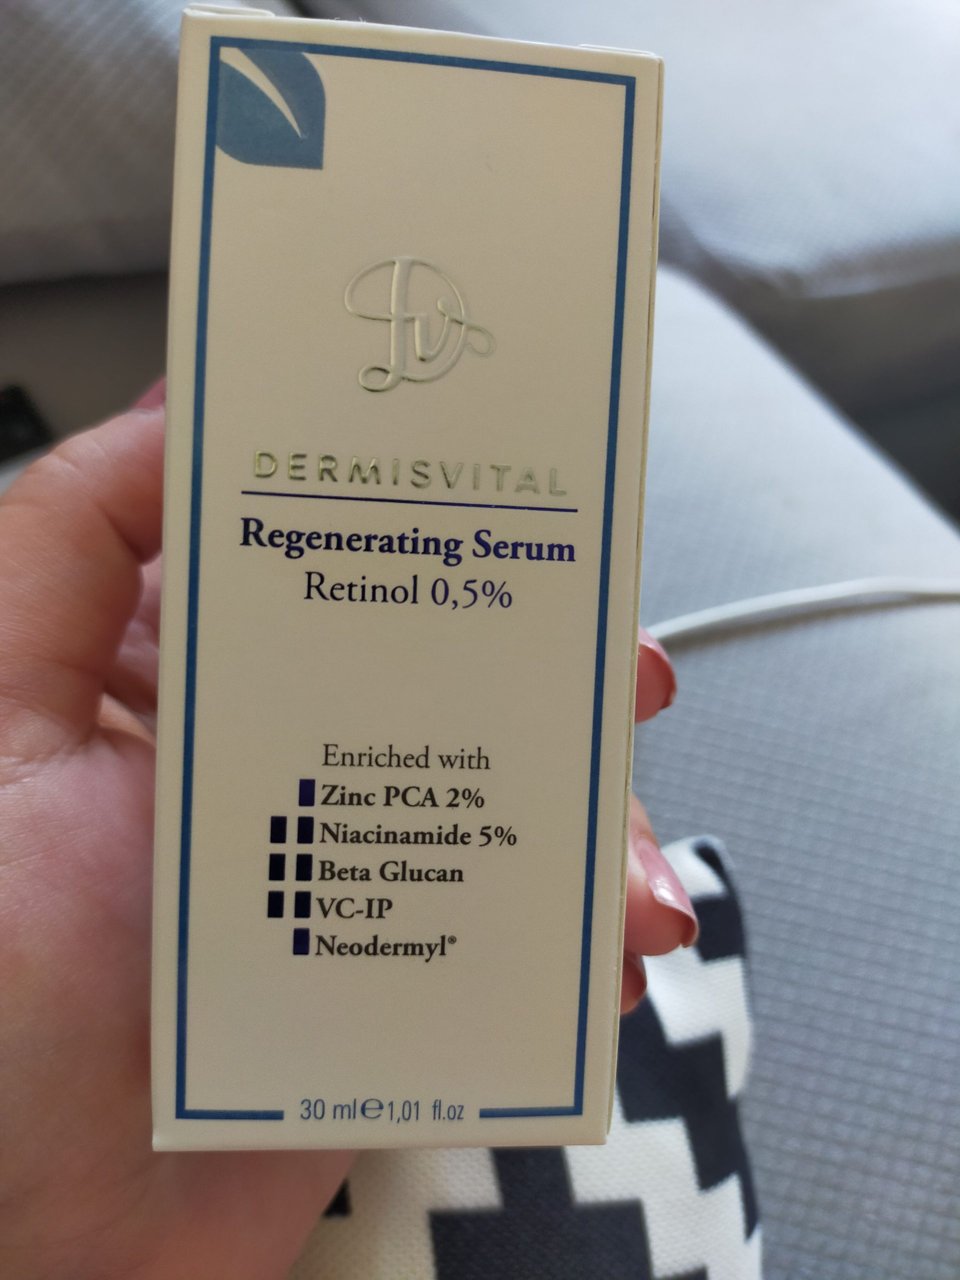 DV
DERMISVITAL
Regenerating Serum
Retinol 0,5%
Enriched with
Zinc PCA 2%
Niacinamide 5%
Beta Glucan
VC-IP
Neodermyl®
30 ml℮1,01 fl.oz